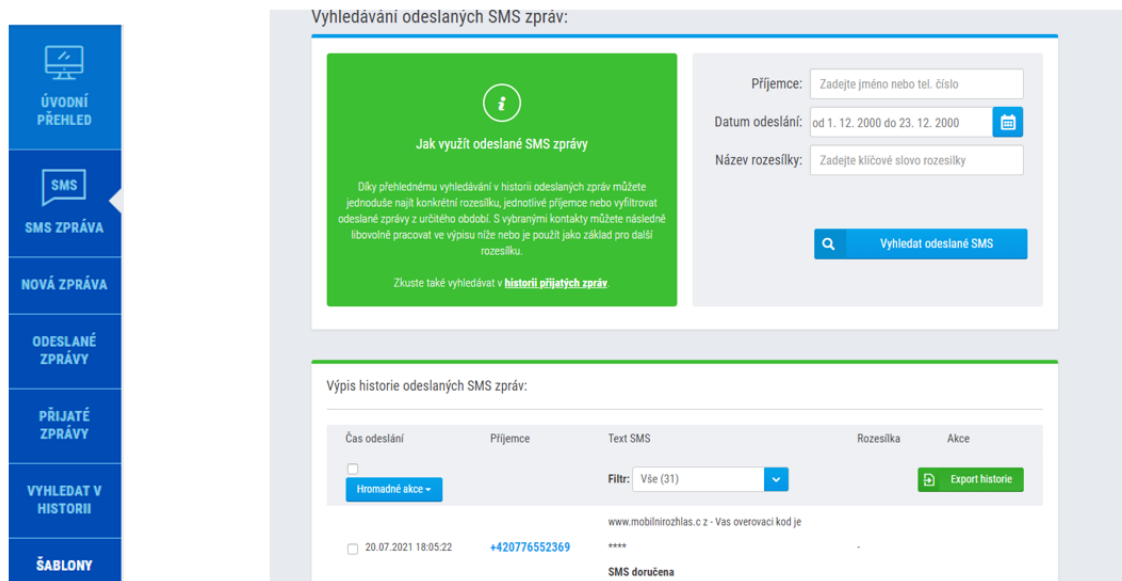 ÚVODNÍ
PŘEHLED
SMS
SMS ZPRÁVA
NOVÁ ZPRÁVA
ODESLANÉ
ZPRÁVY
PŘIJATÉ
ZPRÁVY
VYHLEDAT V
HISTORII
ŠABLONY
Vyhledávání odeslaných SMS zpráv:
i
Jak využít odeslané SMS zprávy
Díky přehlednému vyhledávání v historii odeslaných zpráv můžete
jednoduše najít konkrétní rozesílku, jednotlivé příjemce nebo vyfiltrovat
odeslané zprávy z určitého období. S vybranými kontakty můžete následně
libovolně pracovat ve výpisu níže nebo je použít jako základ pro další
rozesílku.
Zkuste také vyhledávat v historii přijatých zpráv.
Příjemce: Zadejte jméno nebo tel. číslo
Datum odeslání: od 1. 12. 2000 do 23. 12. 2000
Název rozesílky: Zadejte klíčové slovo rozesilky
Vyhledat odeslané SMS
Výpis historie odeslaných SMS zpráv:
Čas odeslání Příjemce Text SMS Rozesílka Akce
Hromadné akce Filtr: Vše (31) Export historie
www.mobilnirozhlas.c z - Vas overovaci kod je
20.07.2021 18:05:22 +420776552369 **** -
SMS doručena